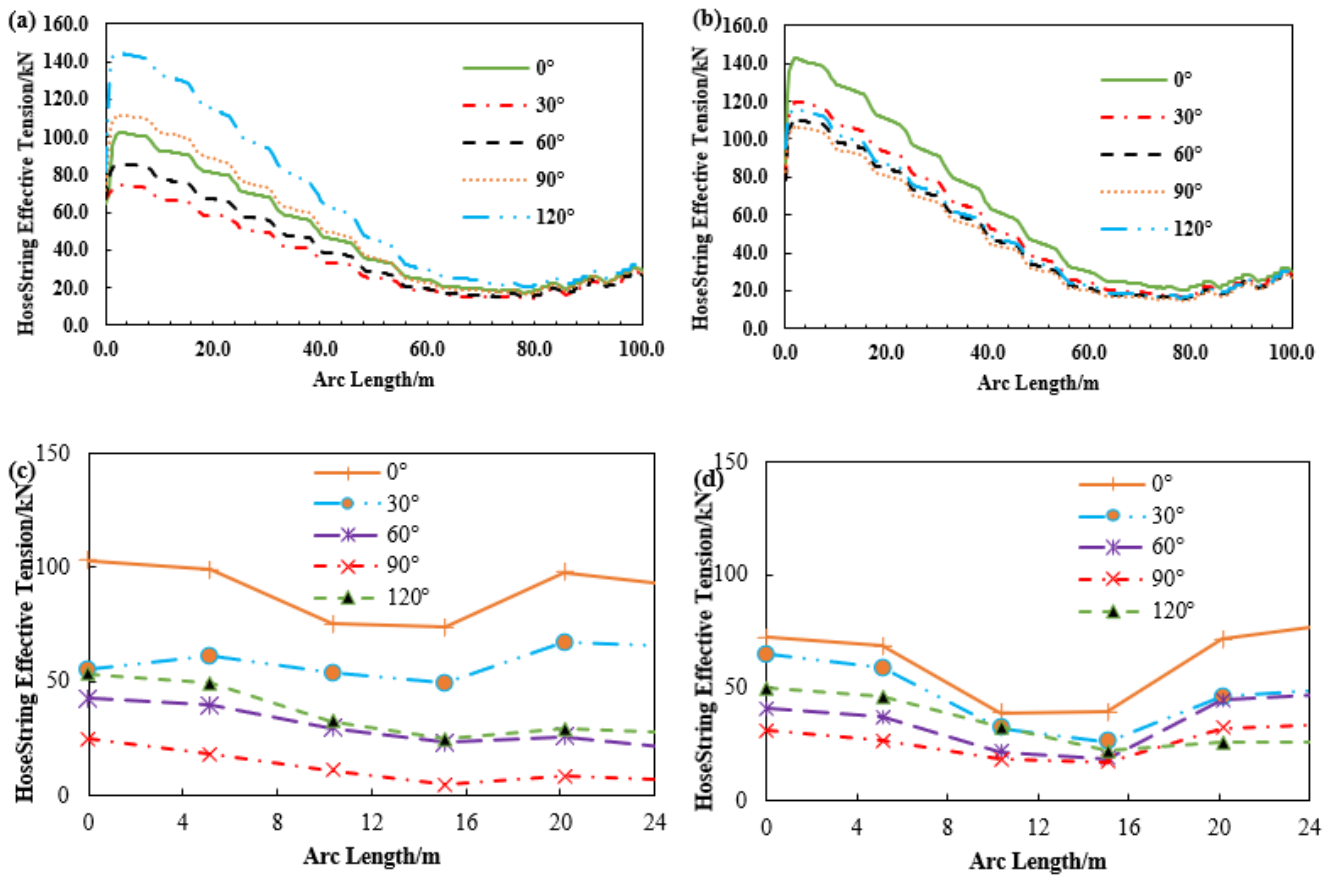 (a)
HoseString Effective Tension/kN
160.0
140.0
120.0
100.0
80.0
60.0
40.0
20.0
0.0
0.0 20.0 40.0 60.0 80.0 100.0
Arc Length/m
0°
30°
60°
90°
120°
(b)
HoseString Effective Tension/kN
160.0
140.0
120.0
100.0
80.0
60.0
40.0
20.0
0.0
0.0 20.0 40.0 60.0 80.0 100.0
Arc Length/m
0°
30°
60°
90°
120°
(c)
HoseString Effective Tension/kN
150
100
50
0
0 4 8 12 16 20 24
Arc Length/m
0°
30°
60°
90°
120°
(d)
HoseString Effective Tension/kN
150
100
50
0
0 4 8 12 16 20 24
Arc Length/m
0°
30°
60°
90°
120°